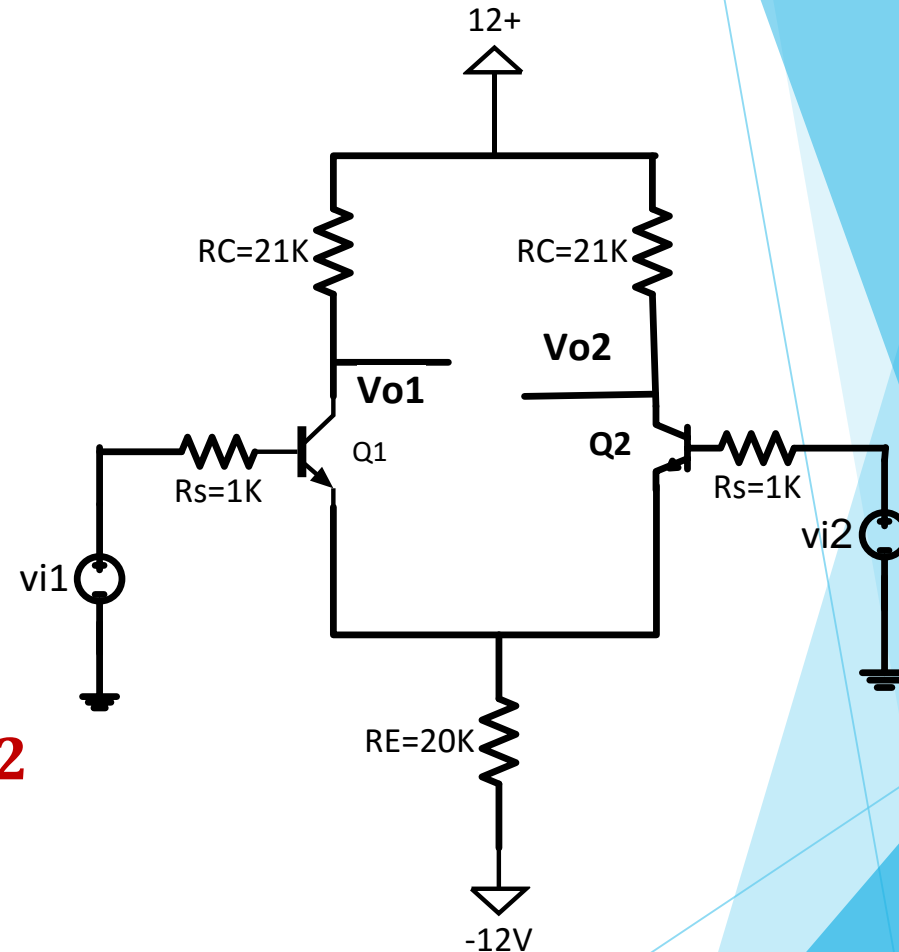 12+
RC=21K
RC=21K
Vo1
Vo2
Q1
Q2
Rs=1K
Rs=1K
vi1
vi2
2
RE=20K
-12V